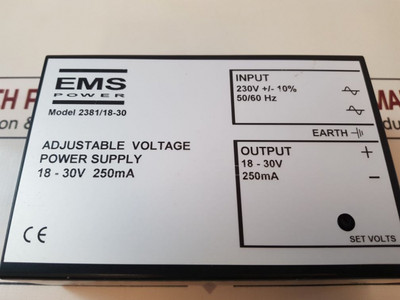 EMS
POWER
Model 2381/18-30
ADJUSTABLE VOLTAGE
POWER SUPPLY
18 - 30V 250mA
CE
INPUT
230V +/- 10%
50/60 Hz
EARTH
OUTPUT
18 - 30V
250mA
+
−
SET VOLTS